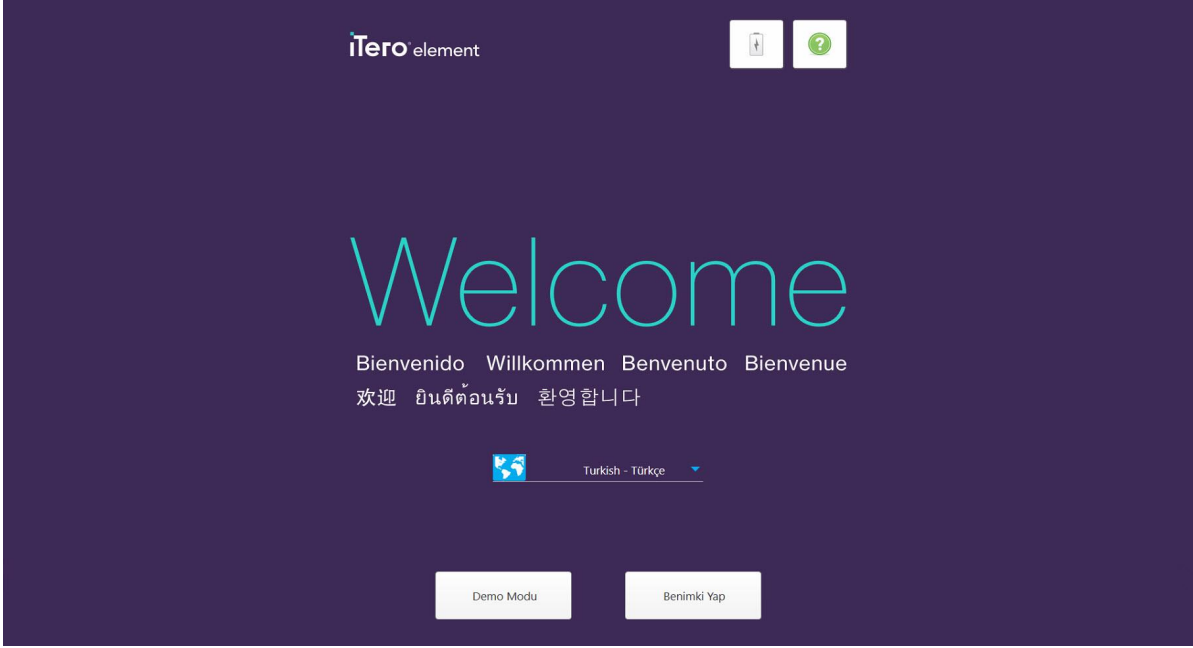 iTero element
Welcome
Bienvenido Willkommen Benvenuto Bienvenue
欢迎 ยินดีต้อนรับ 환영합니다
Turkish - Türkçe
Demo Modu Benimki Yap